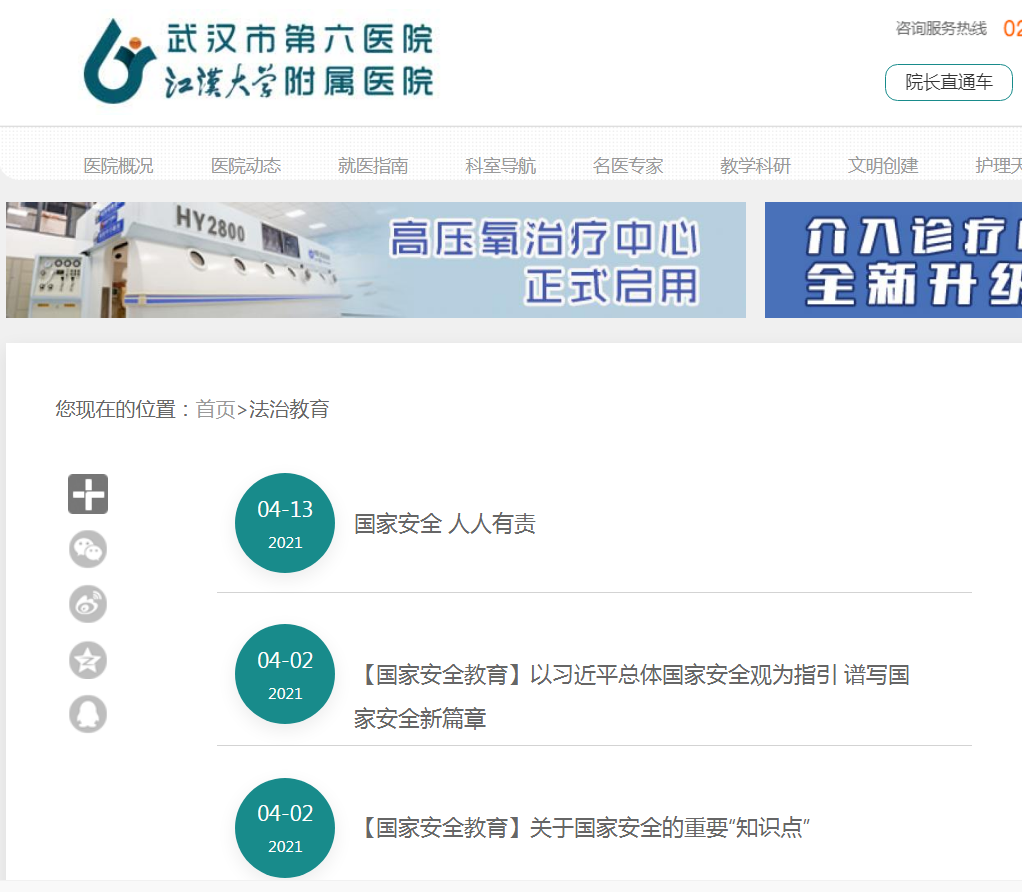 武汉市第六医院
江漢大学附属医院
咨询服务热线 02
院长直通车
医院概况 医院动态 就医指南 科室导航 名医专家 教学科研 文明创建 护理天
HY2800
高压氧治疗中心
正式启用
介入诊疗
全新升级
您现在的位置：首页>法治教育
04-13
2021
国家安全 人人有责
04-02
2021
【国家安全教育】以习近平总体国家安全观为指引 谱写国
家安全新篇章
04-02
2021
【国家安全教育】关于国家安全的重要“知识点”